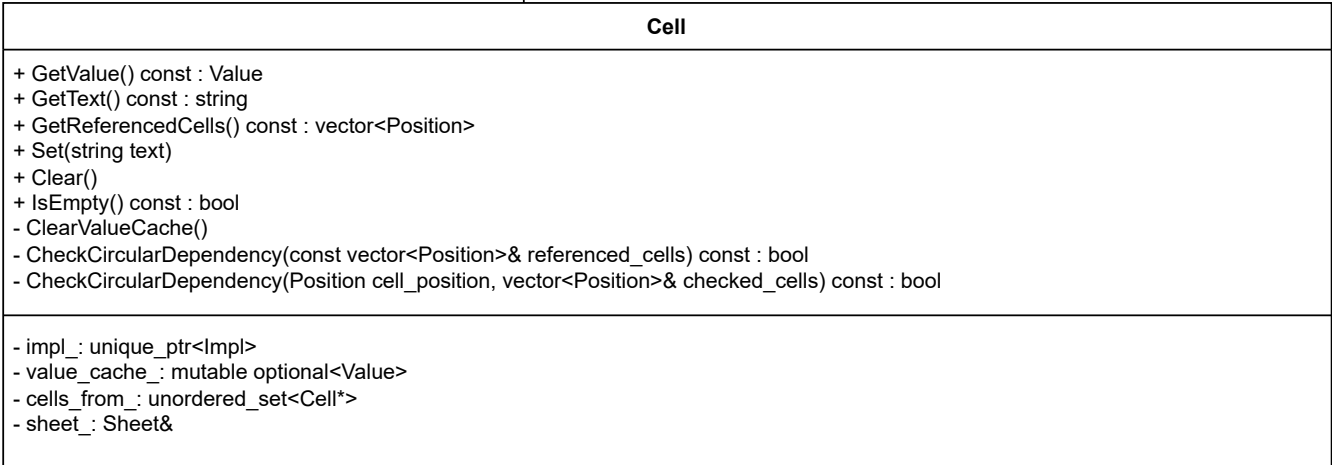 Cell
+ GetValue() const : Value
+ GetText() const : string
+ GetReferencedCells() const : vector<Position>
+ Set(string text)
+ Clear()
+ IsEmpty() const : bool
- ClearValueCache()
- CheckCircularDependency(const vector<Position>& referenced_cells) const : bool
- CheckCircularDependency(Position cell_position, vector<Position>& checked_cells) const : bool
- impl_: unique_ptr<Impl>
- value_cache_: mutable optional<Value>
- cells_from_: unordered_set<Cell*>
- sheet_: Sheet&